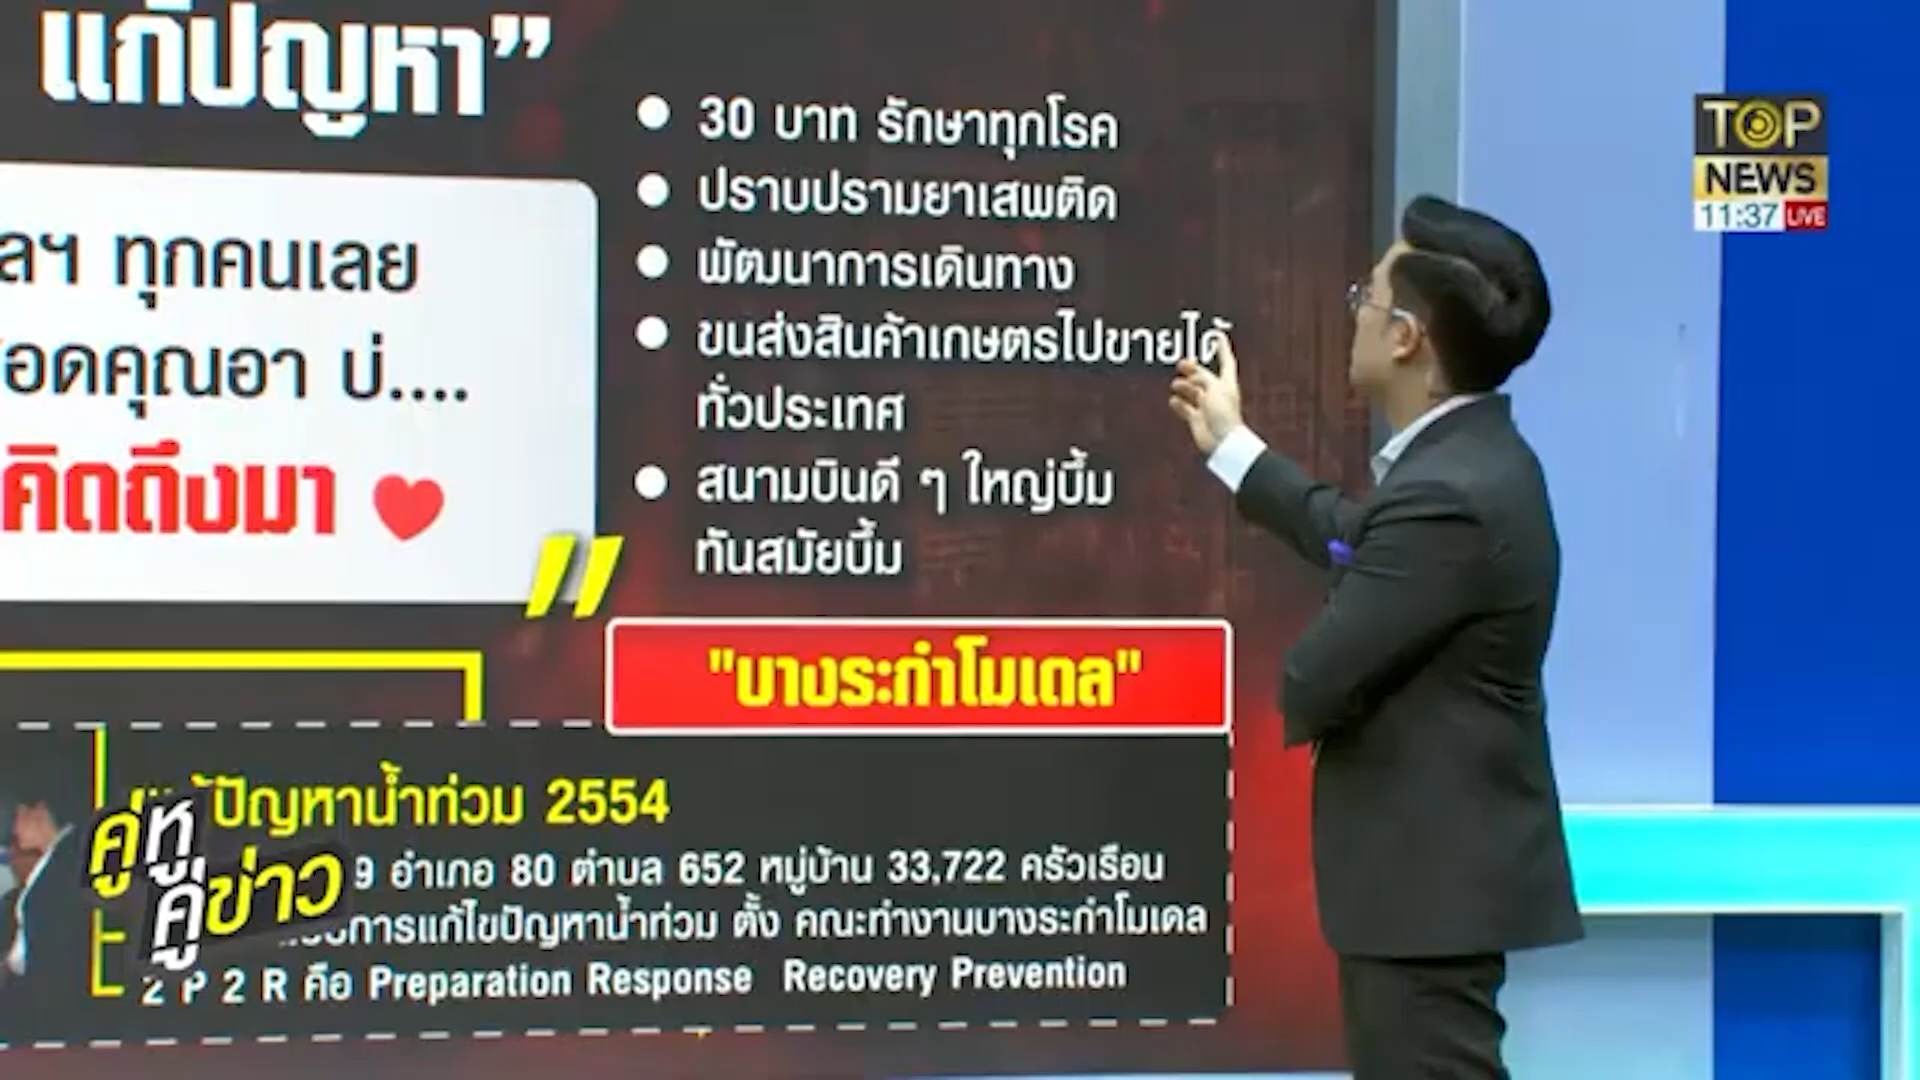 แก้ปัญหา”
ลฯ ทุกคนเลย
อดคุณอา บ่....
คิดถึงมา
30 บาท รักษาทุกโรค
ปราบปรามยาเสพติด
พัฒนาการเดินทาง
ขนส่งสินค้าเกษตรไปขายได้
ทั่วประเทศ
สนามบินดี ๆ ใหญ่บึ้ม
ทันสมัยบึ้ม
"บางระกำโมเดล"
ปัญหาน้ำท่วม 2554
9 อำเภอ 80 ตำบล 652 หมู่บ้าน 33,722 ครัวเรือน
การแก้ไขปัญหาน้ำท่วม ตั้ง คณะทำงานบางระกำโมเดล
2 P 2 R คือ Preparation Response Recovery Prevention
คู่หู
คู่ข่าว
TOP
NEWS
11:37 LIVE